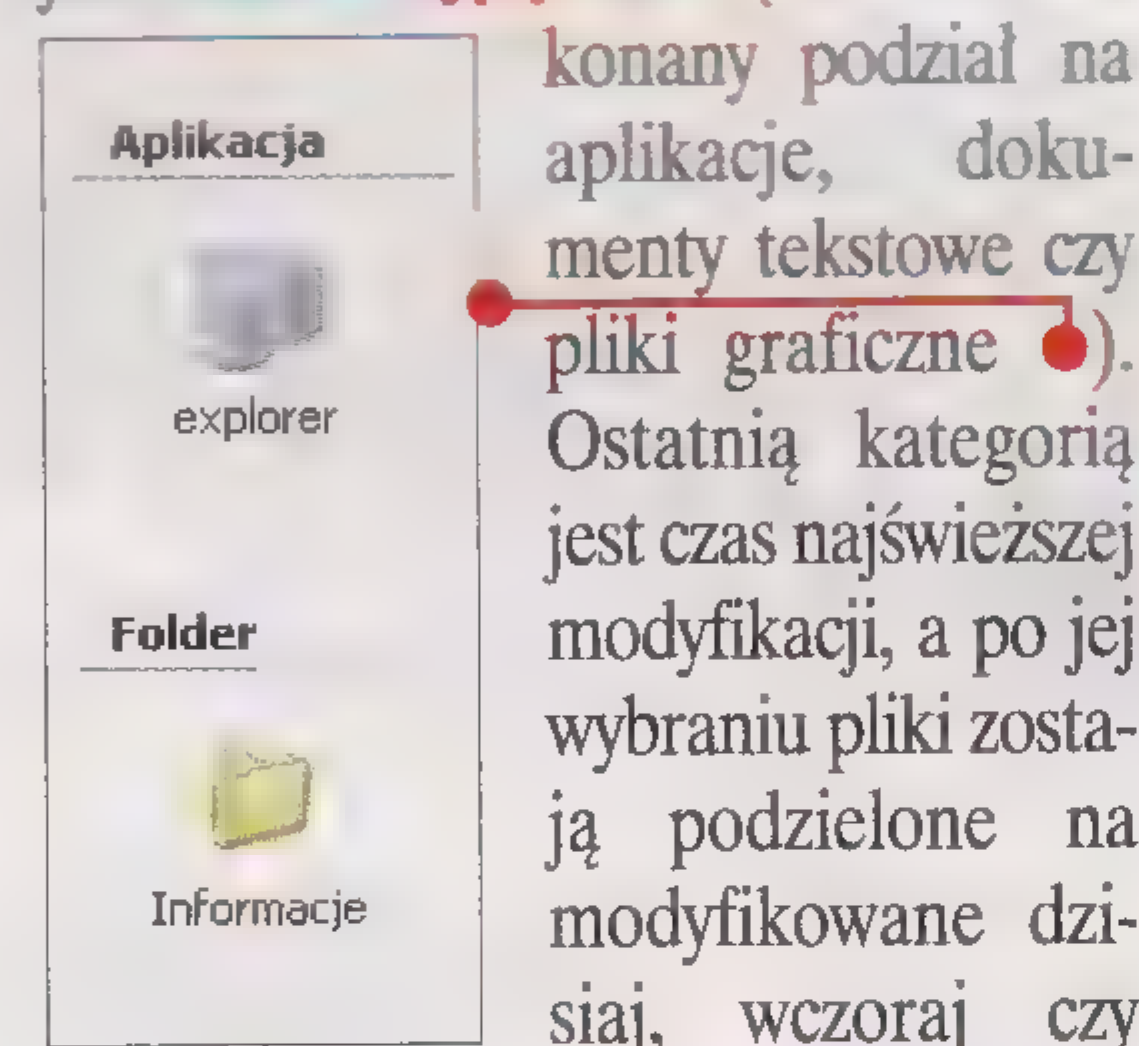 Aplikacja
explorer
Folder
Informacje
konany podział na
aplikacje, doku-
menty tekstowe czy
pliki graficzne ).
Ostatnią kategorią
jest czas najświeższej
modyfikacji, a po jej
wybraniu pliki zosta-
ją podzielone na
modyfikowane dzi-
siaj, wczoraj czy